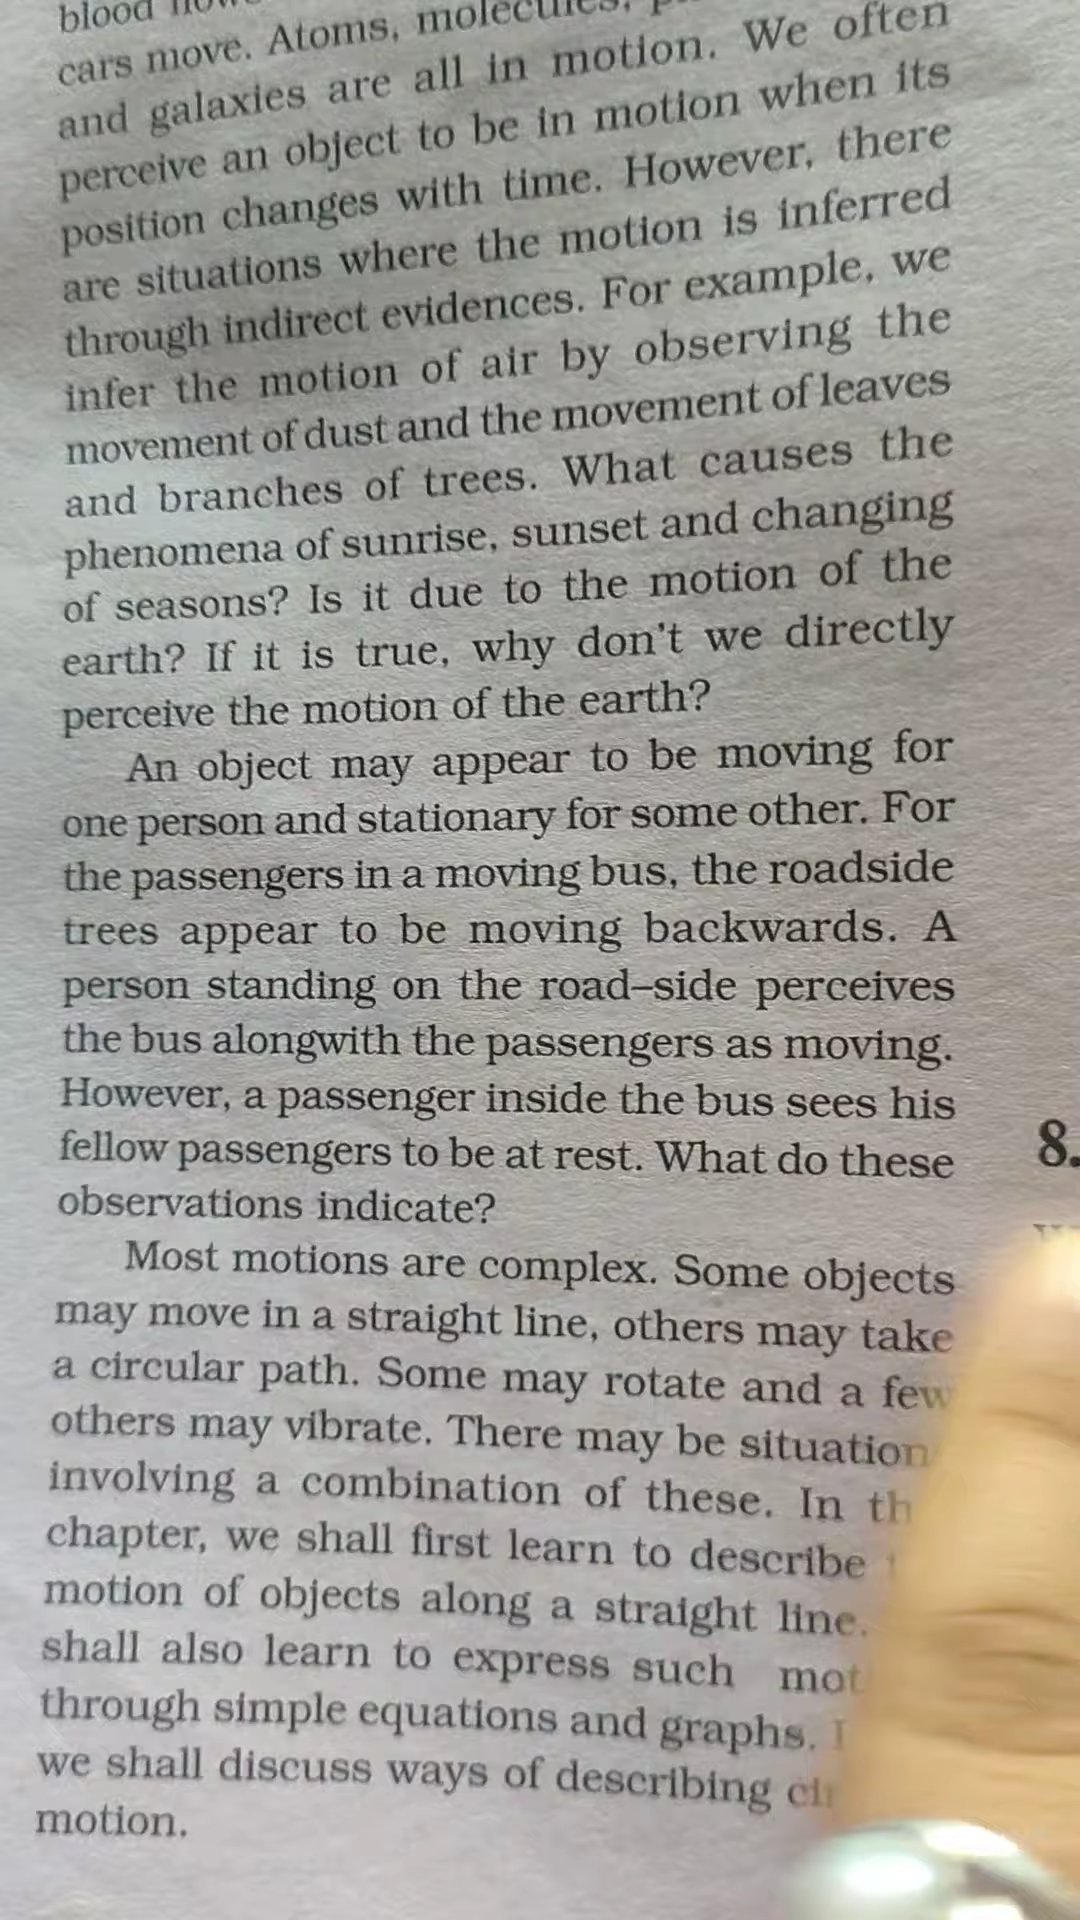 blood
cars move. Atoms, molecules,
and galaxies are all in motion. We often
perceive an object to be in motion when its
position changes with time. However, there
are situations where the motion is inferred
through indirect evidences. For example, we
infer the motion of air by observing the
movement of dust and the movement of leaves
and branches of trees. What causes the
phenomena of sunrise, sunset and changing
of seasons? Is it due to the motion of the
earth? If it is true, why don't we directly
perceive the motion of the earth?
An object may appear to be moving for
one person and stationary for some other. For
the passengers in a moving bus, the roadside
trees appear to be moving backwards. A
person standing on the road–side perceives
the bus alongwith the passengers as moving.
However, a passenger inside the bus sees his
fellow passengers to be at rest. What do these
observations indicate?
Most motions are complex. Some objects
may move in a straight line, others may take
a circular path. Some may rotate and a few
others may vibrate. There may be situation
involving a combination of these. In
chapter, we shall first learn to describe
motion of objects along a straight line.
shall also learn to express such
through simple equations and graphs.
we shall discuss ways of describing
motion.
8.